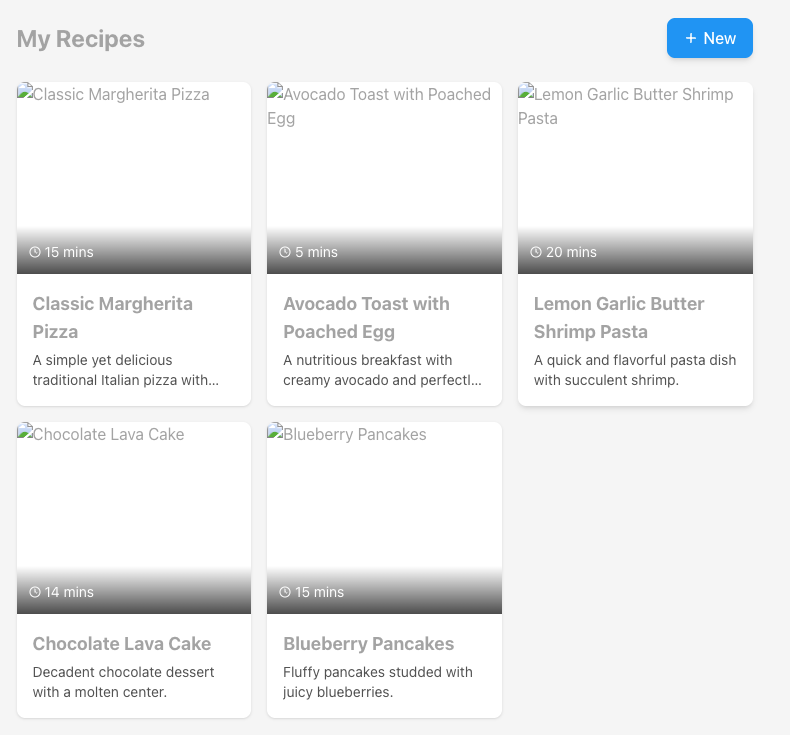 My Recipes
+ New
Classic Margherita Pizza
15 mins
Classic Margherita
Pizza
A simple yet delicious
traditional Italian pizza with…
Avocado Toast with Poached
Egg
5 mins
Avocado Toast with
Poached Egg
A nutritious breakfast with
creamy avocado and perfectl…
Lemon Garlic Butter Shrimp
Pasta
20 mins
Lemon Garlic Butter
Shrimp Pasta
A quick and flavorful pasta dish
with succulent shrimp.
Chocolate Lava Cake
14 mins
Chocolate Lava Cake
Decadent chocolate dessert
with a molten center.
Blueberry Pancakes
15 mins
Blueberry Pancakes
Fluffy pancakes studded with
juicy blueberries.